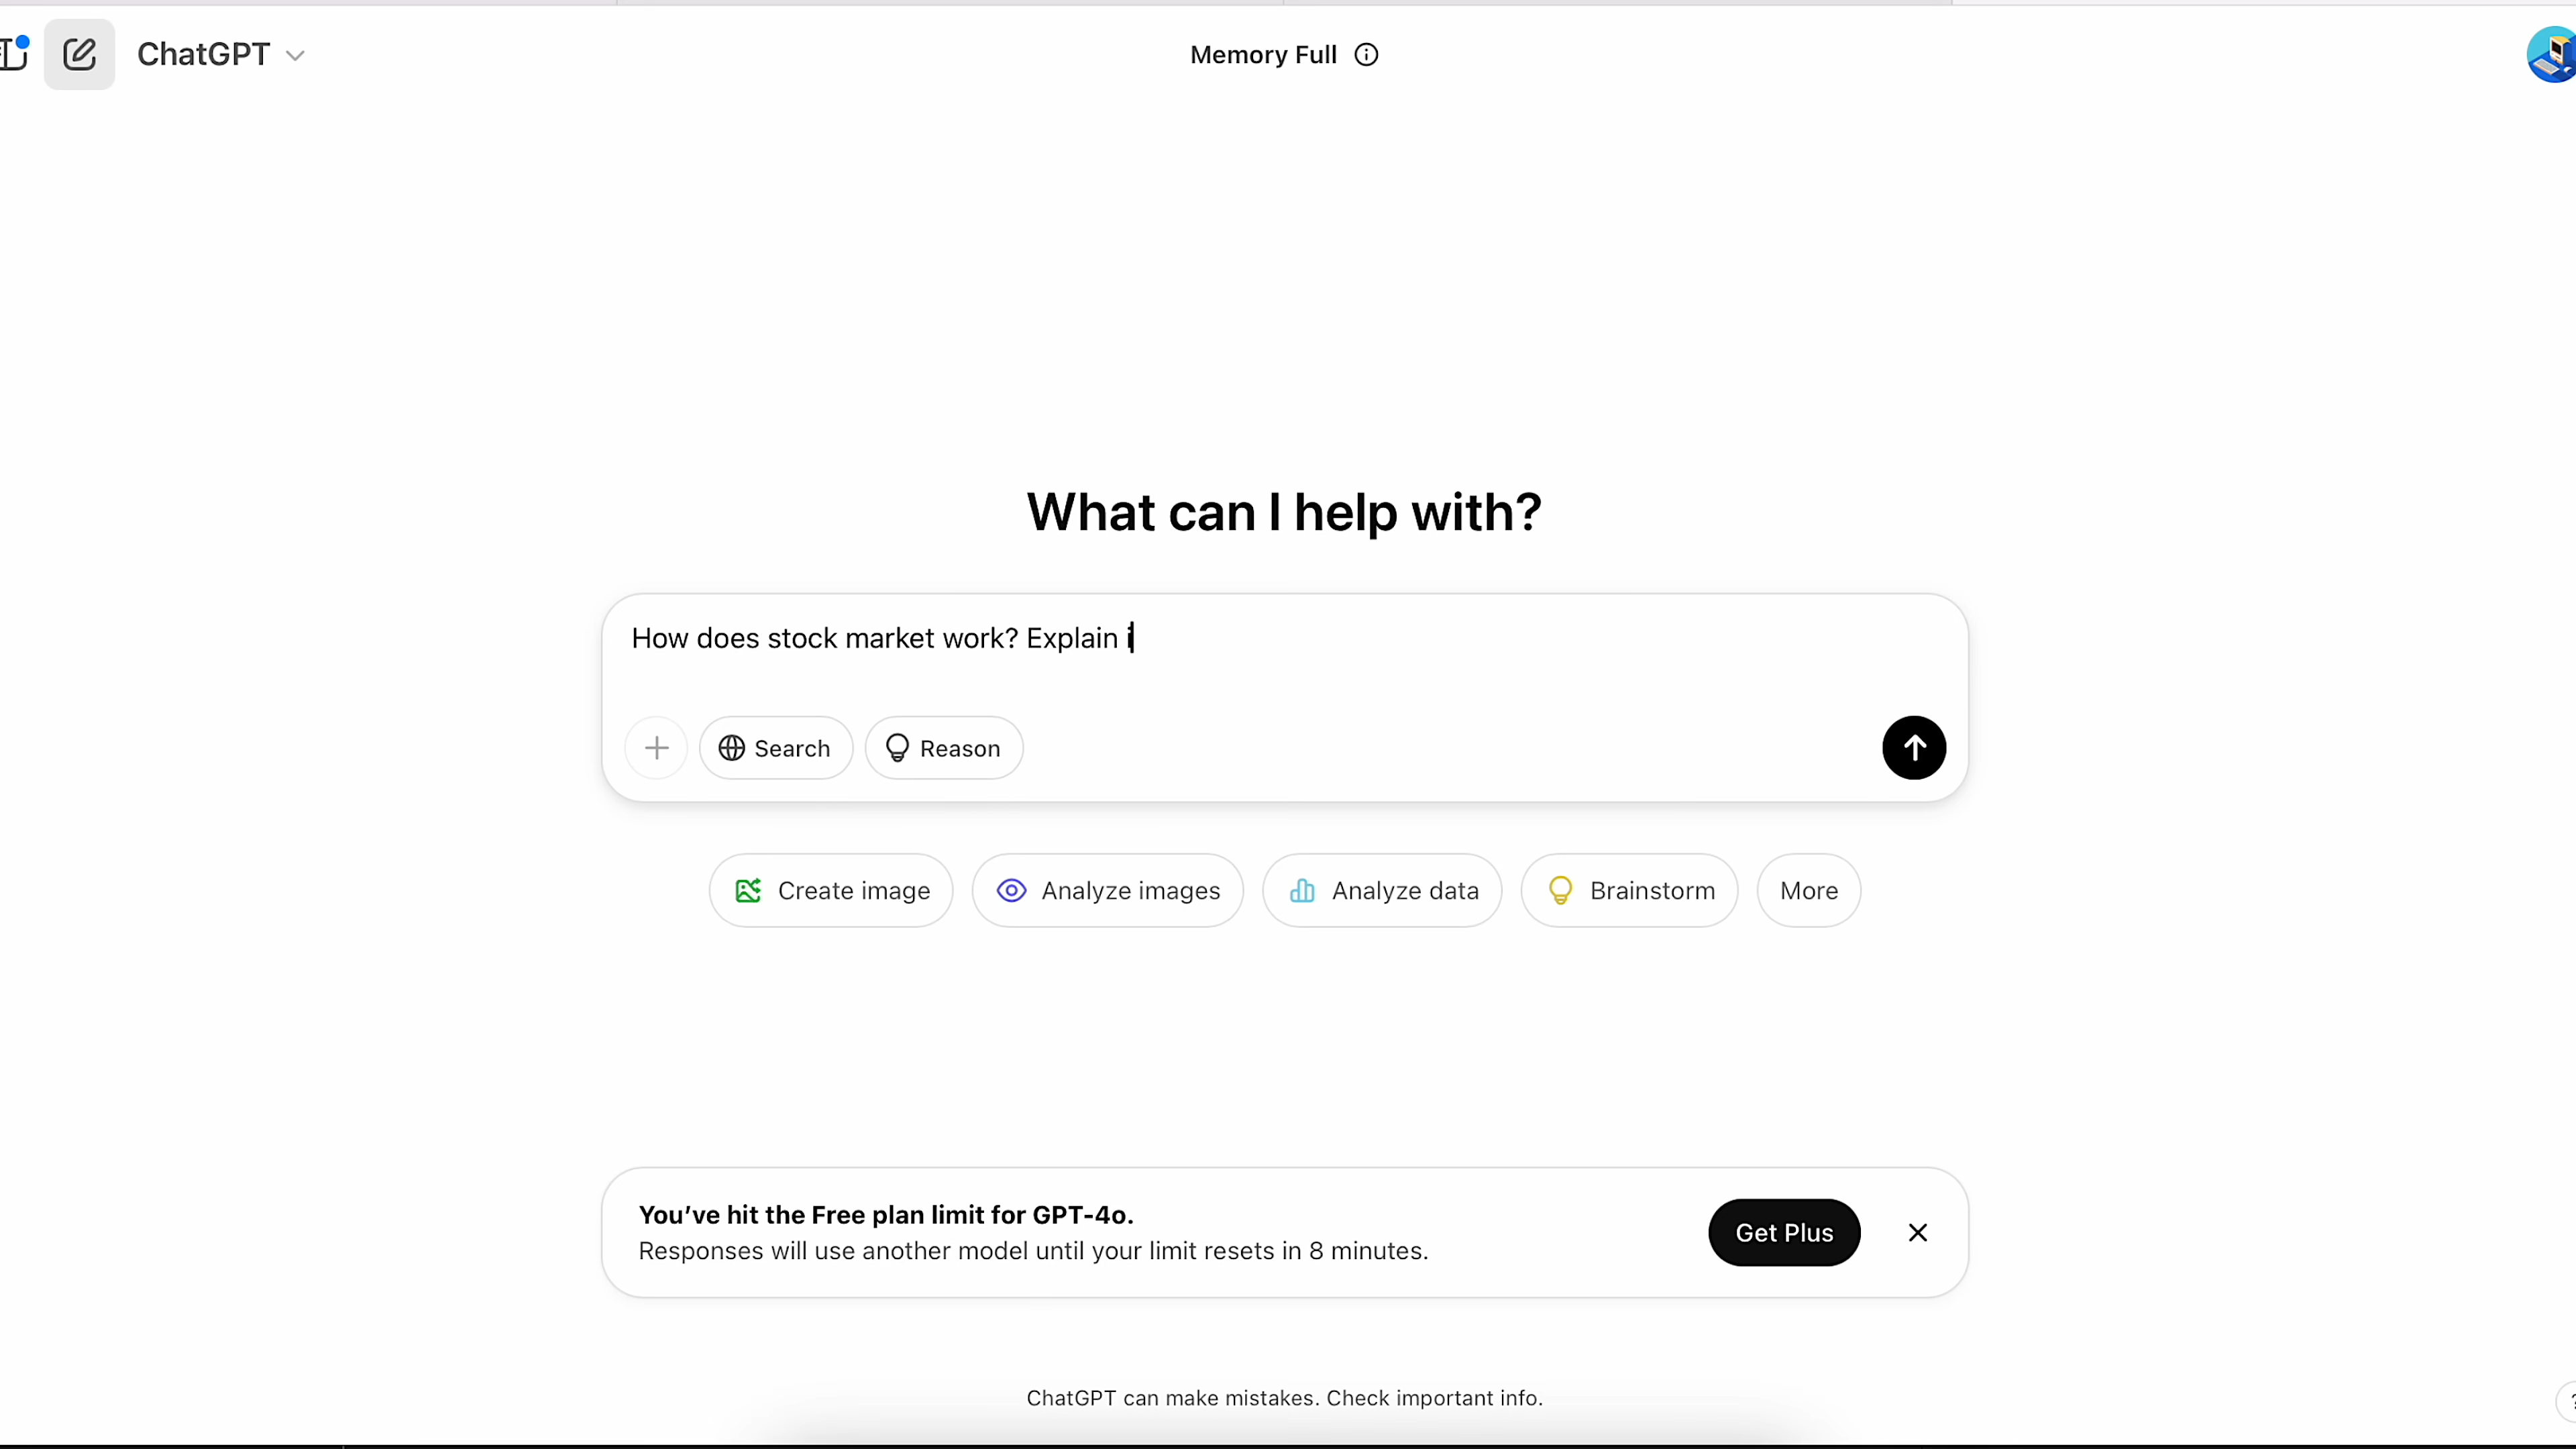 ChatGPT
Memory Full
What can I help with?
How does stock market work? Explain i
Search
Reason
Create image
Analyze images
Analyze data
Brainstorm
More
You've hit the Free plan limit for GPT-4o.
Responses will use another model until your limit resets in 8 minutes.
Get Plus
ChatGPT can make mistakes. Check important info.